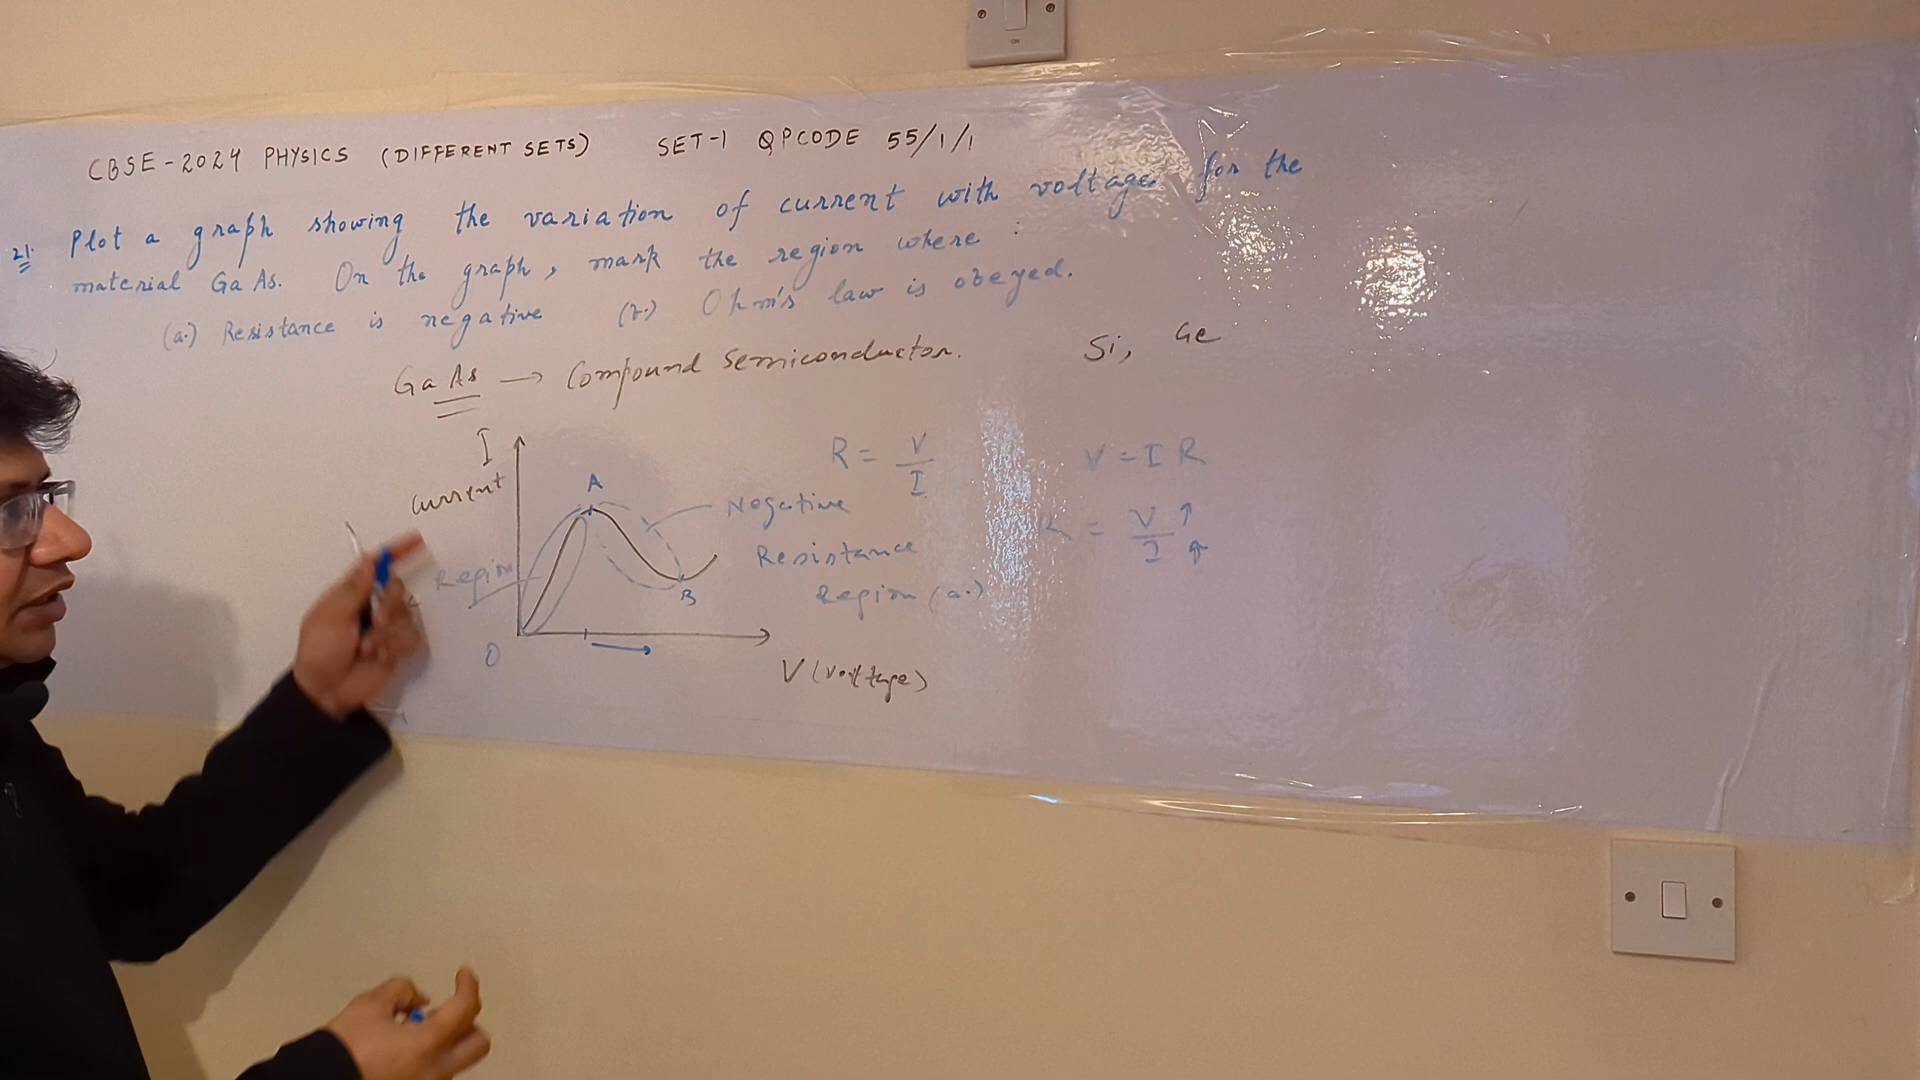 ON
CBSE-2024 PHYSICS (DIFFERENT SETS) SET-1 QPCODE 55/1/1
21. Plot a graph showing the variation of current with voltage for the
material GaAs. On the graph, mark the region where :
(a.) Resistance is negative (b.) Ohm's law is obeyed.
GaAs → Compound Semiconductor. Si, Ge
I
Current
A
B
O
Region
V (voltage)
R = V/I
Negative
Resistance
Region (a.)
V = I R
= V↑/I↑